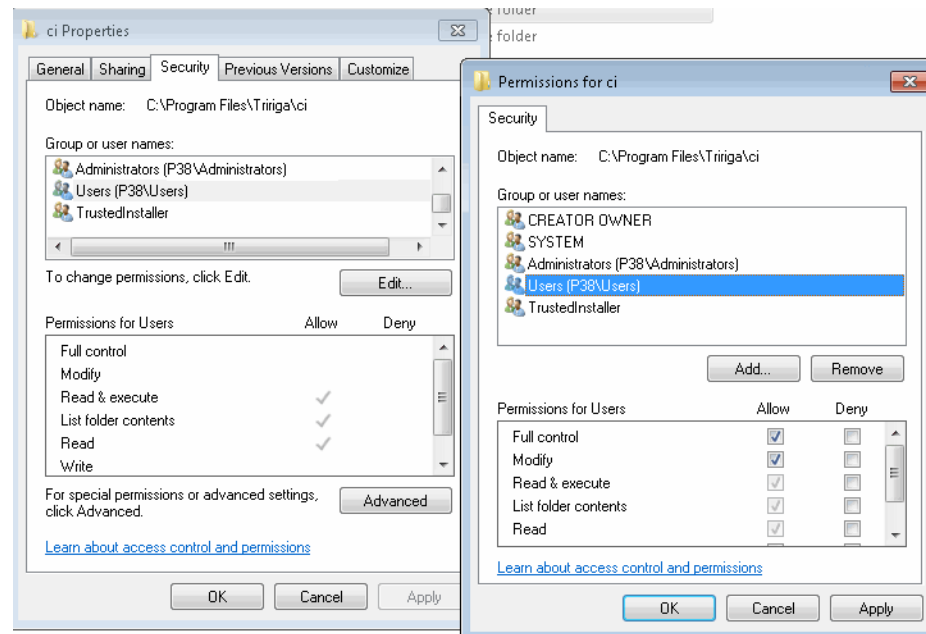 e folder
e folder
ci Properties
General Sharing Security Previous Versions Customize
Object name: C:\Program Files\Tririga\ci
Group or user names:
Administrators (P38\Administrators)
Users (P38\Users)
TrustedInstaller
To change permissions, click Edit.
Edit...
Permissions for Users Allow Deny
Full control
Modify
Read & execute
List folder contents
Read
Write
For special permissions or advanced settings,
click Advanced.
Advanced
Learn about access control and permissions
OK Cancel Apply
Permissions for ci
Security
Object name: C:\Program Files\Tririga\ci
Group or user names:
CREATOR OWNER
SYSTEM
Administrators (P38\Administrators)
Users (P38\Users)
TrustedInstaller
Add... Remove
Permissions for Users Allow Deny
Full control
Modify
Read & execute
List folder contents
Read
Learn about access control and permissions
OK Cancel Apply